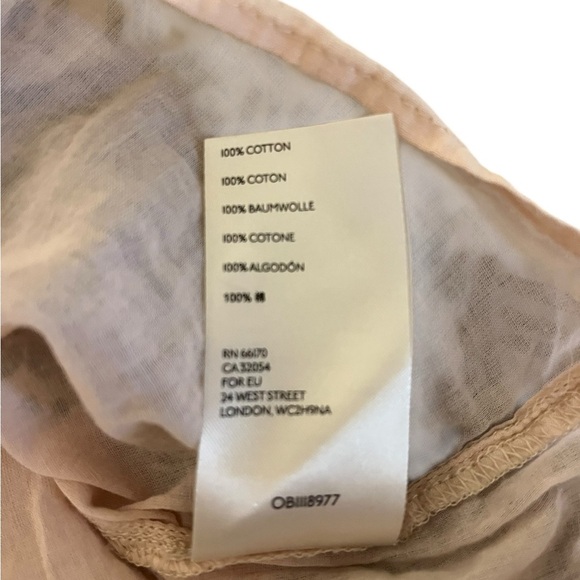 100% COTTON
100% COTON
100% BAUMWOLLE
100% COTONE
100% ALGODÓN
100% 棉
RN 66170
CA 32054
FOR EU
24 WEST STREET
LONDON, WC2H9NA
OB1118977